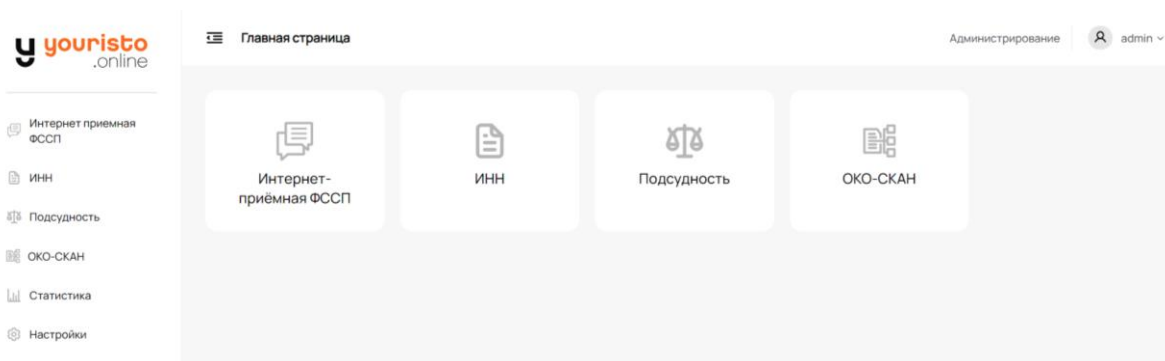 youristo
.online
Главная страница
Администрирование
admin
Интернет приемная
ФССП
ИНН
Подсудность
ОКО-СКАН
Статистика
Настройки
Интернет-
приёмная ФССП
ИНН
Подсудность
ОКО-СКАН